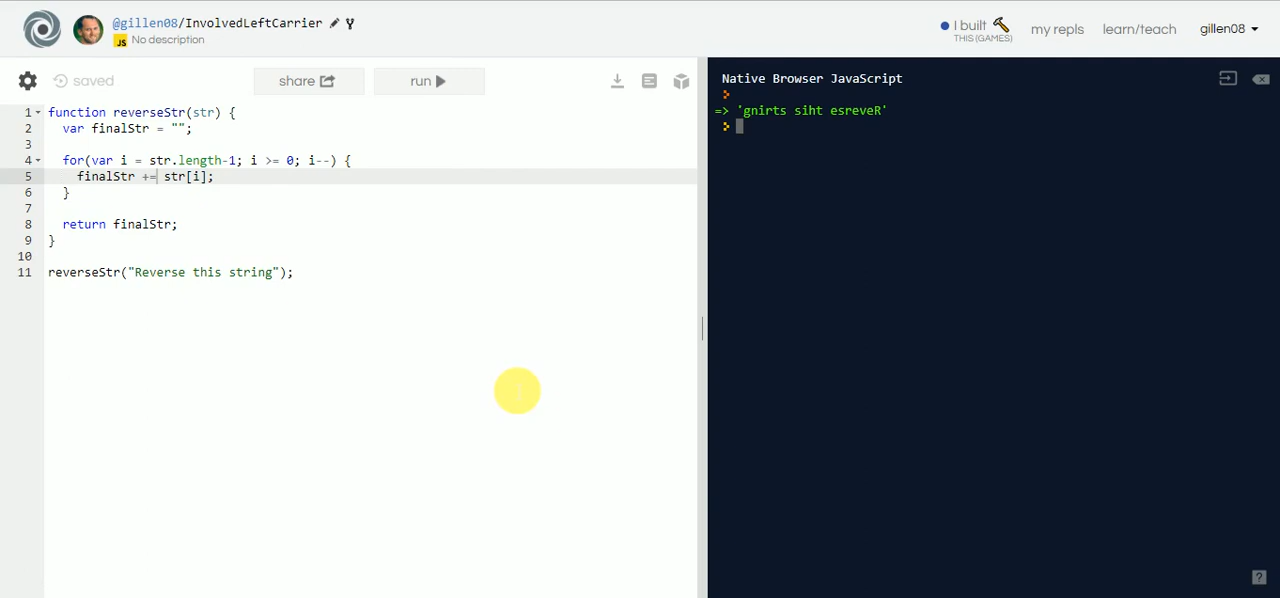 @gillen08/InvolvedLeftCarrier
JS No description
I built
THIS (GAMES)
my repls
learn/teach
gillen08
saved
share
run
1 function reverseStr(str) {
2 var finalStr = "";
3
4 for(var i = str.length-1; i >= 0; i--) {
5 finalStr += str[i];
6 }
7
8 return finalStr;
9 }
10
11 reverseStr("Reverse this string");
Native Browser JavaScript
=> 'gnirts siht esreveR'
?